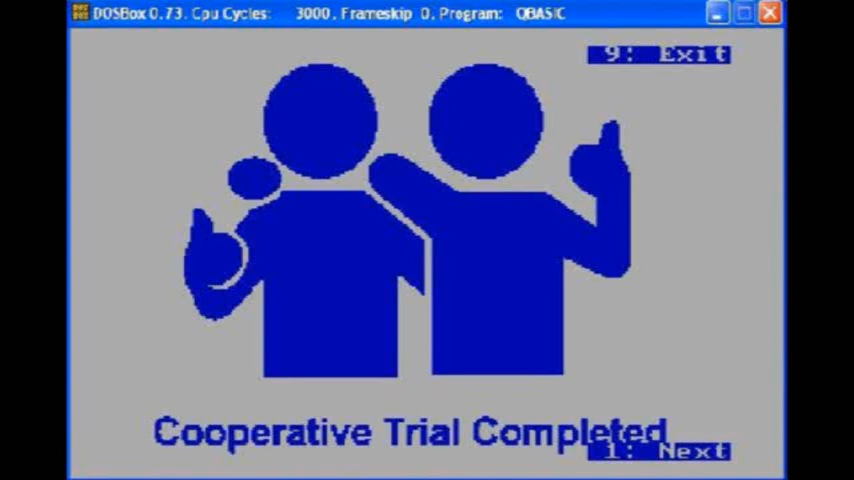 DOSBox 0.73, Cpu Cycles: 3000, Frameskip 0, Program: QBASIC
9: Exit
Cooperative Trial Completed
1: Next